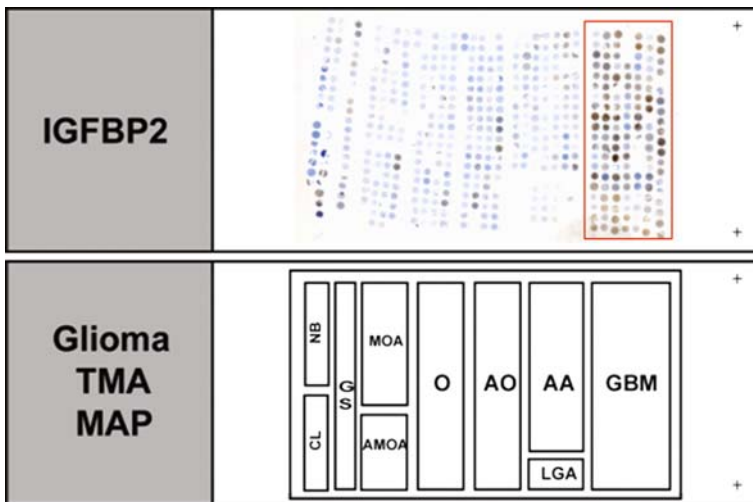 IGFBP2
Glioma
TMA
MAP
NB
CL
GS
MOA
AMOA
O
AO
AA
LGA
GBM